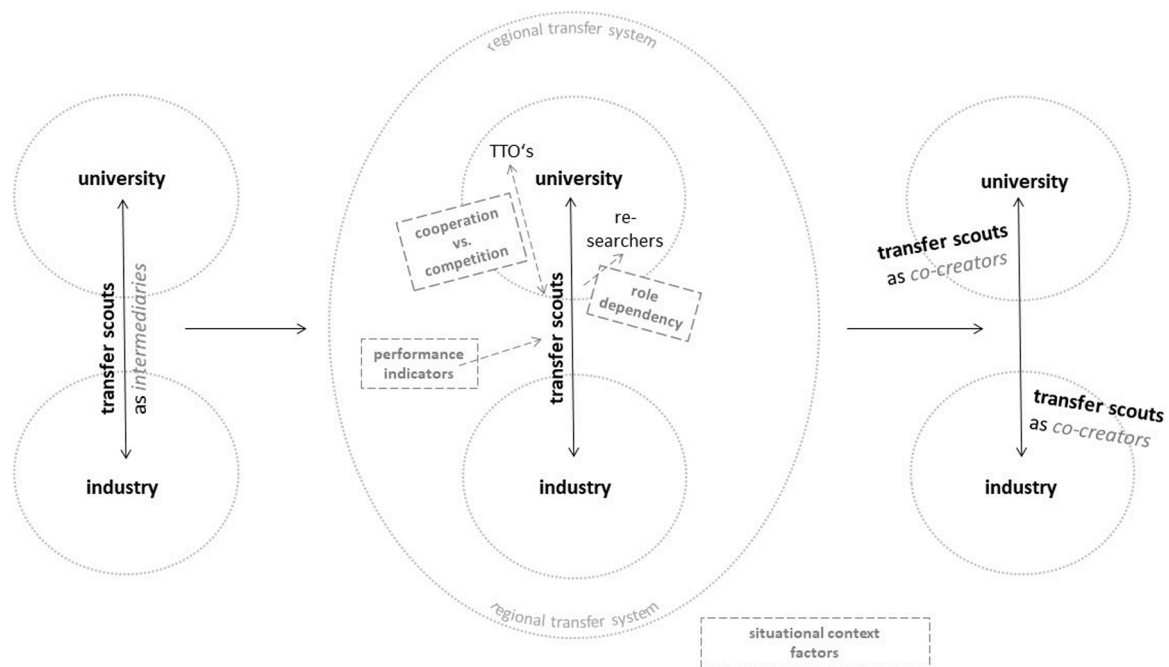 university
transfer scouts
as intermediaries
industry
regional transfer system
TTO's
university
cooperation
vs.
competition
re-
searchers
role
dependency
performance
indicators
transfer scouts
industry
regional transfer system
university
transfer scouts
as co-creators
transfer scouts
as co-creators
industry
situational context
factors